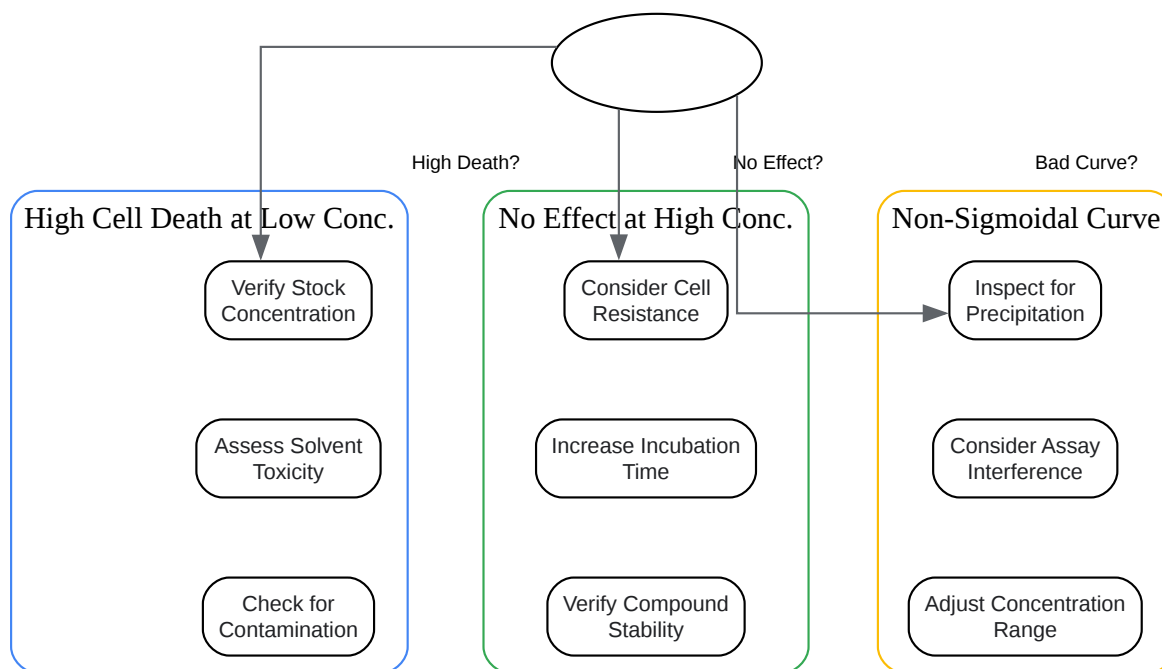 High Death?
No Effect?
Bad Curve?
High Cell Death at Low Conc.
No Effect at High Conc.
Non-Sigmoidal Curve
Verify Stock
Concentration
Consider Cell
Resistance
Inspect for
Precipitation
Assess Solvent
Toxicity
Increase Incubation
Time
Consider Assay
Interference
Check for
Contamination
Verify Compound
Stability
Adjust Concentration
Range